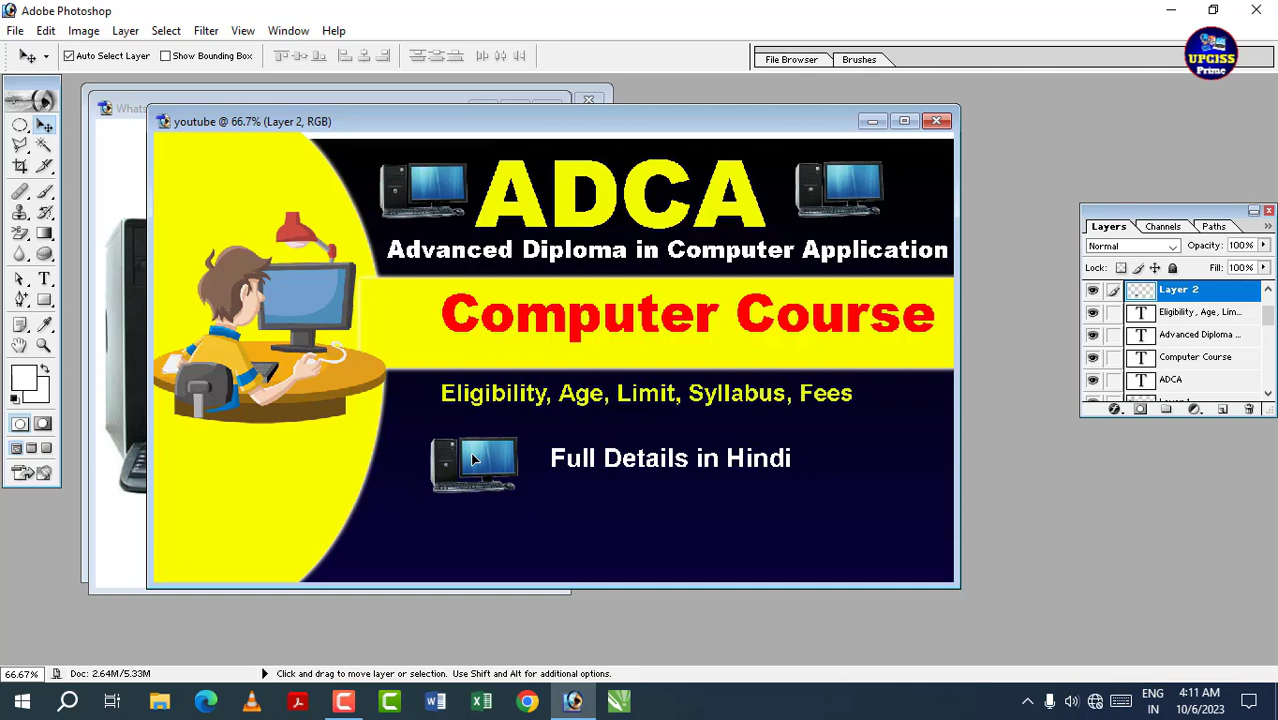 Adobe Photoshop
File Edit Image Layer Select Filter View Window Help
Auto Select Layer Show Bounding Box
File Browser Brushes
UPCISS
Prime
Whats
youtube @ 66.7% (Layer 2, RGB)
ADCA
Advanced Diploma in Computer Application
Computer Course
Eligibility, Age, Limit, Syllabus, Fees
Full Details in Hindi
Layers Channels Paths
Normal Opacity: 100%
Lock: Fill: 100%
Layer 2
T Eligibility, Age, Lim...
T Advanced Diploma ...
T Computer Course
T ADCA
66.67% Doc: 2.64M/5.33M Click and drag to move layer or selection. Use Shift and Alt for additional options.
ENG 4:11 AM
IN 10/6/2023